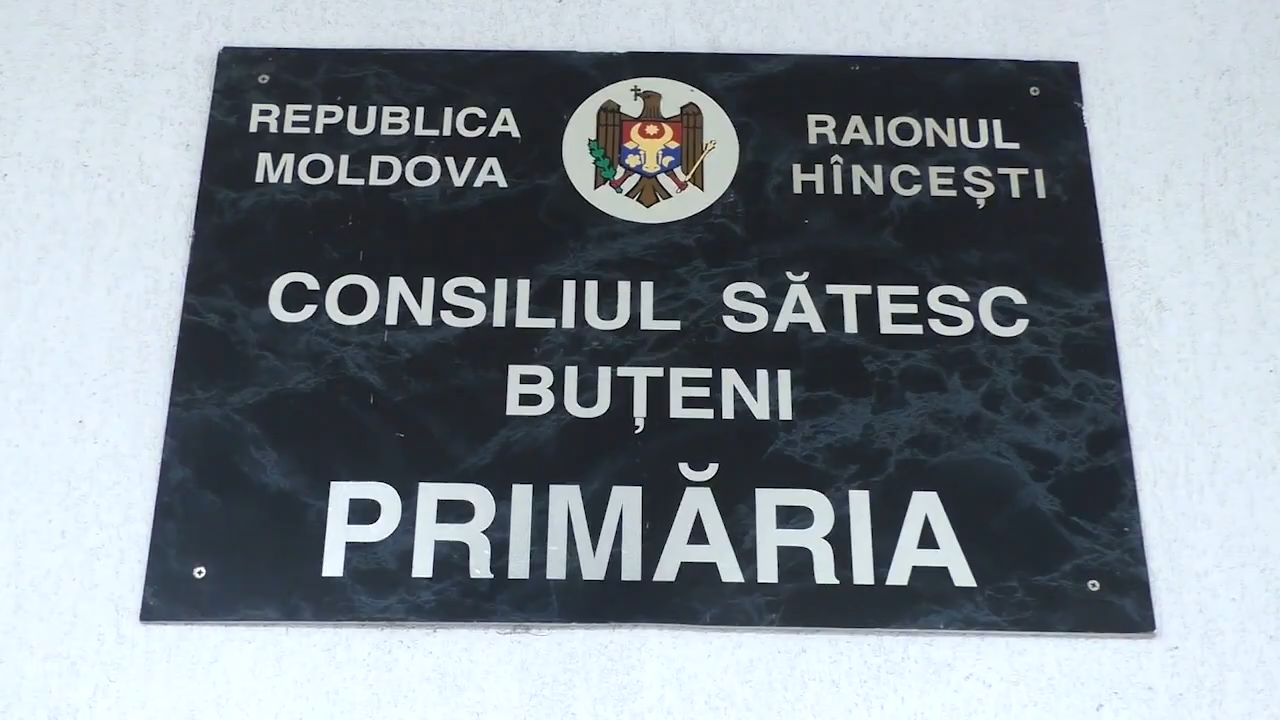 REPUBLICA
MOLDOVA
RAIONUL
HÎNCEȘTI
CONSILIUL SĂTESC
BUȚENI
PRIMĂRIA